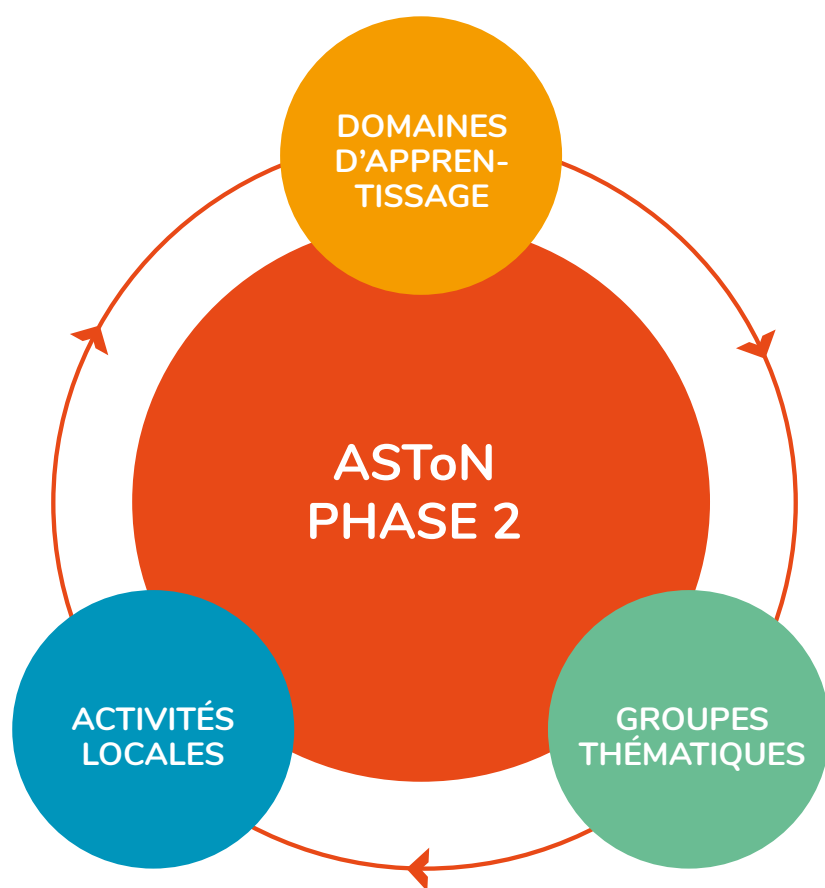 DOMAINES
D’APPREN-
TISSAGE
ASToN
PHASE 2
ACTIVITÉS
LOCALES
GROUPES
THÉMATIQUES